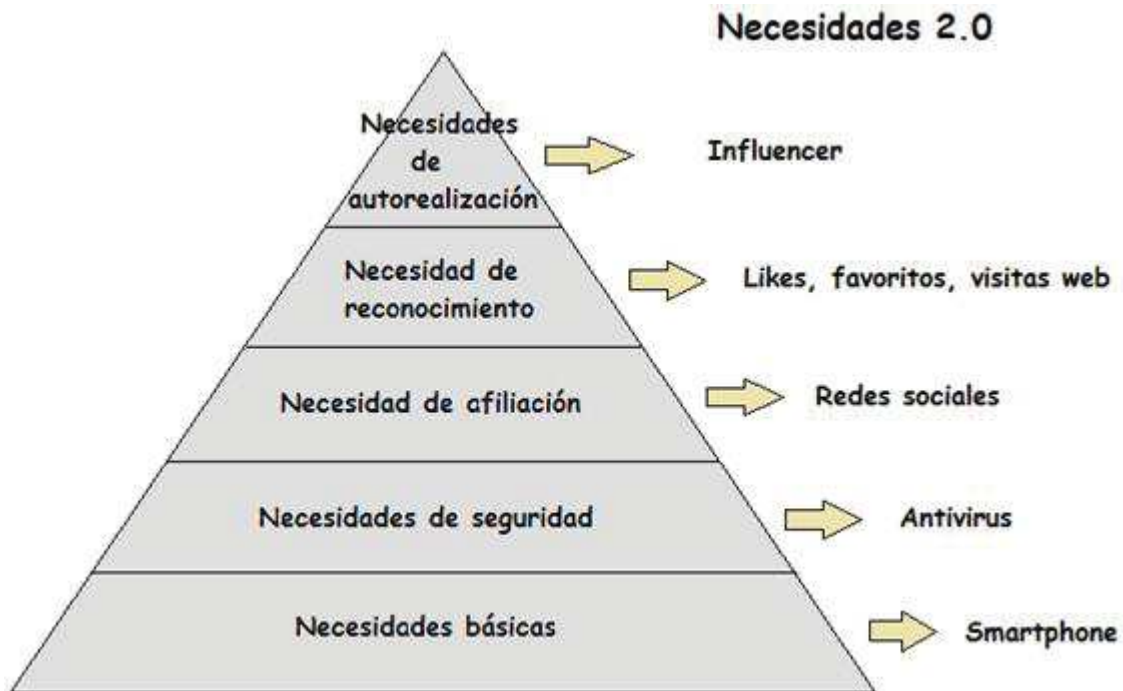 Necesidades 2.0
Necesidades
de
autorealización
Influencer
Necesidad de
reconocimiento
Likes, favoritos, visitas web
Necesidad de afiliación
Redes sociales
Necesidades de seguridad
Antivirus
Necesidades básicas
Smartphone